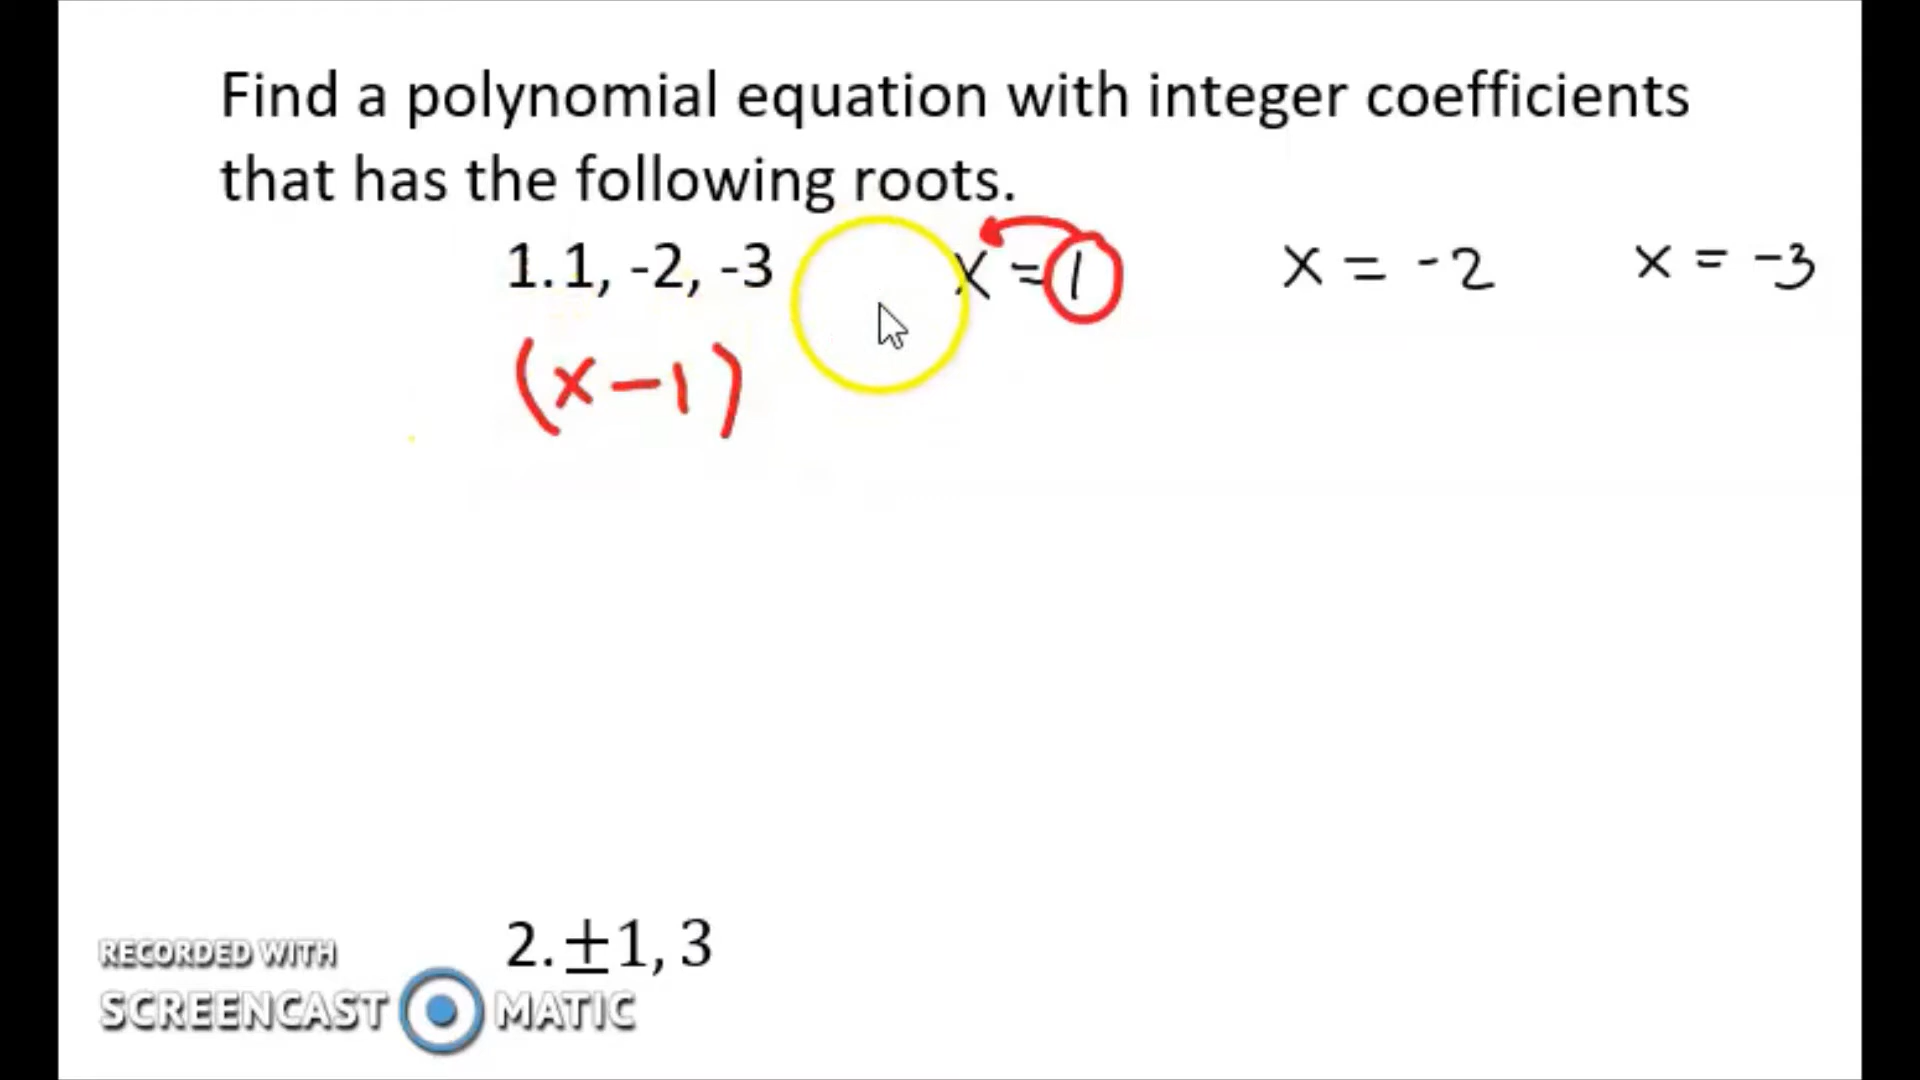 Find a polynomial equation with integer coefficients
that has the following roots.
1. 1, -2, -3 x = 1 x = -2 x = -3
(x - 1)
2. ±1, 3
RECORDED WITH
SCREENCAST MATIC